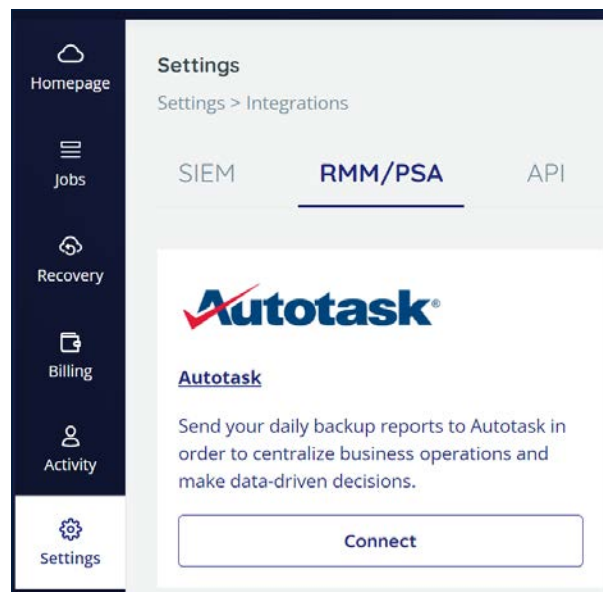 Homepage
Jobs
Recovery
Billing
Activity
Settings
Settings
Settings > Integrations
SIEM
RMM/PSA
API
Autotask®
Autotask
Send your daily backup reports to Autotask in
order to centralize business operations and
make data-driven decisions.
Connect